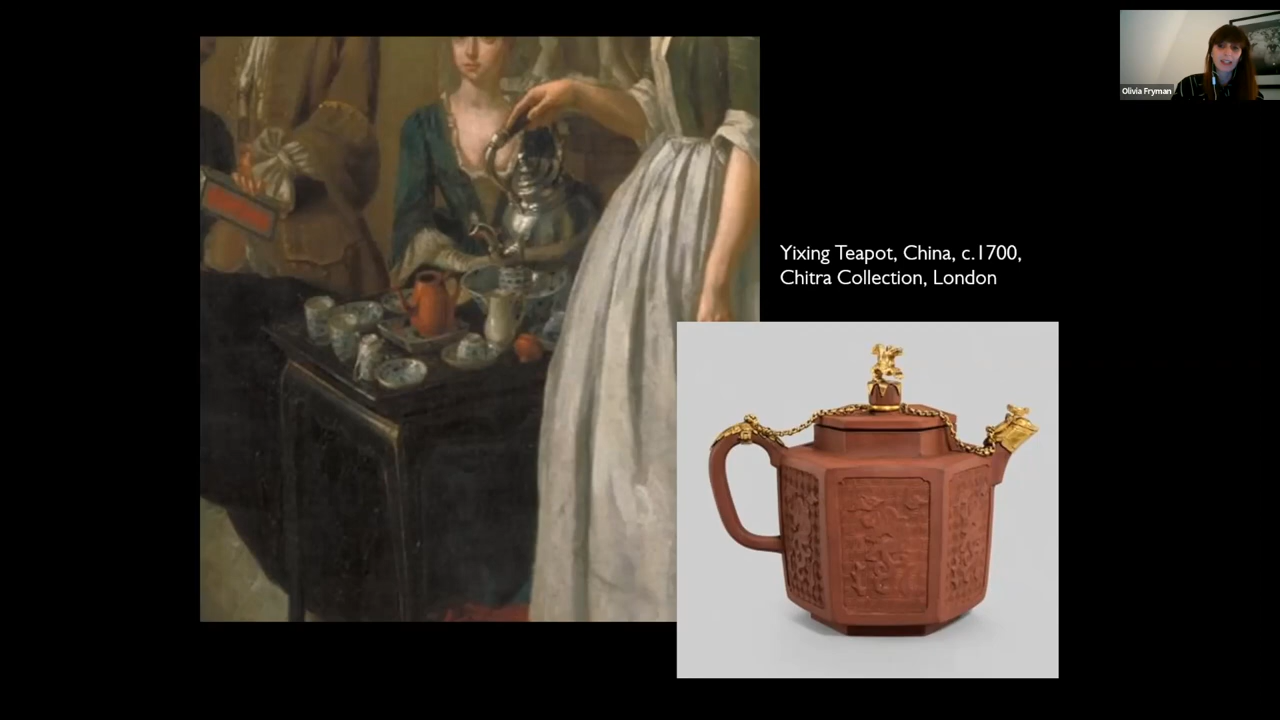 Olivia Fryman
Yixing Teapot, China, c.1700,
Chitra Collection, London